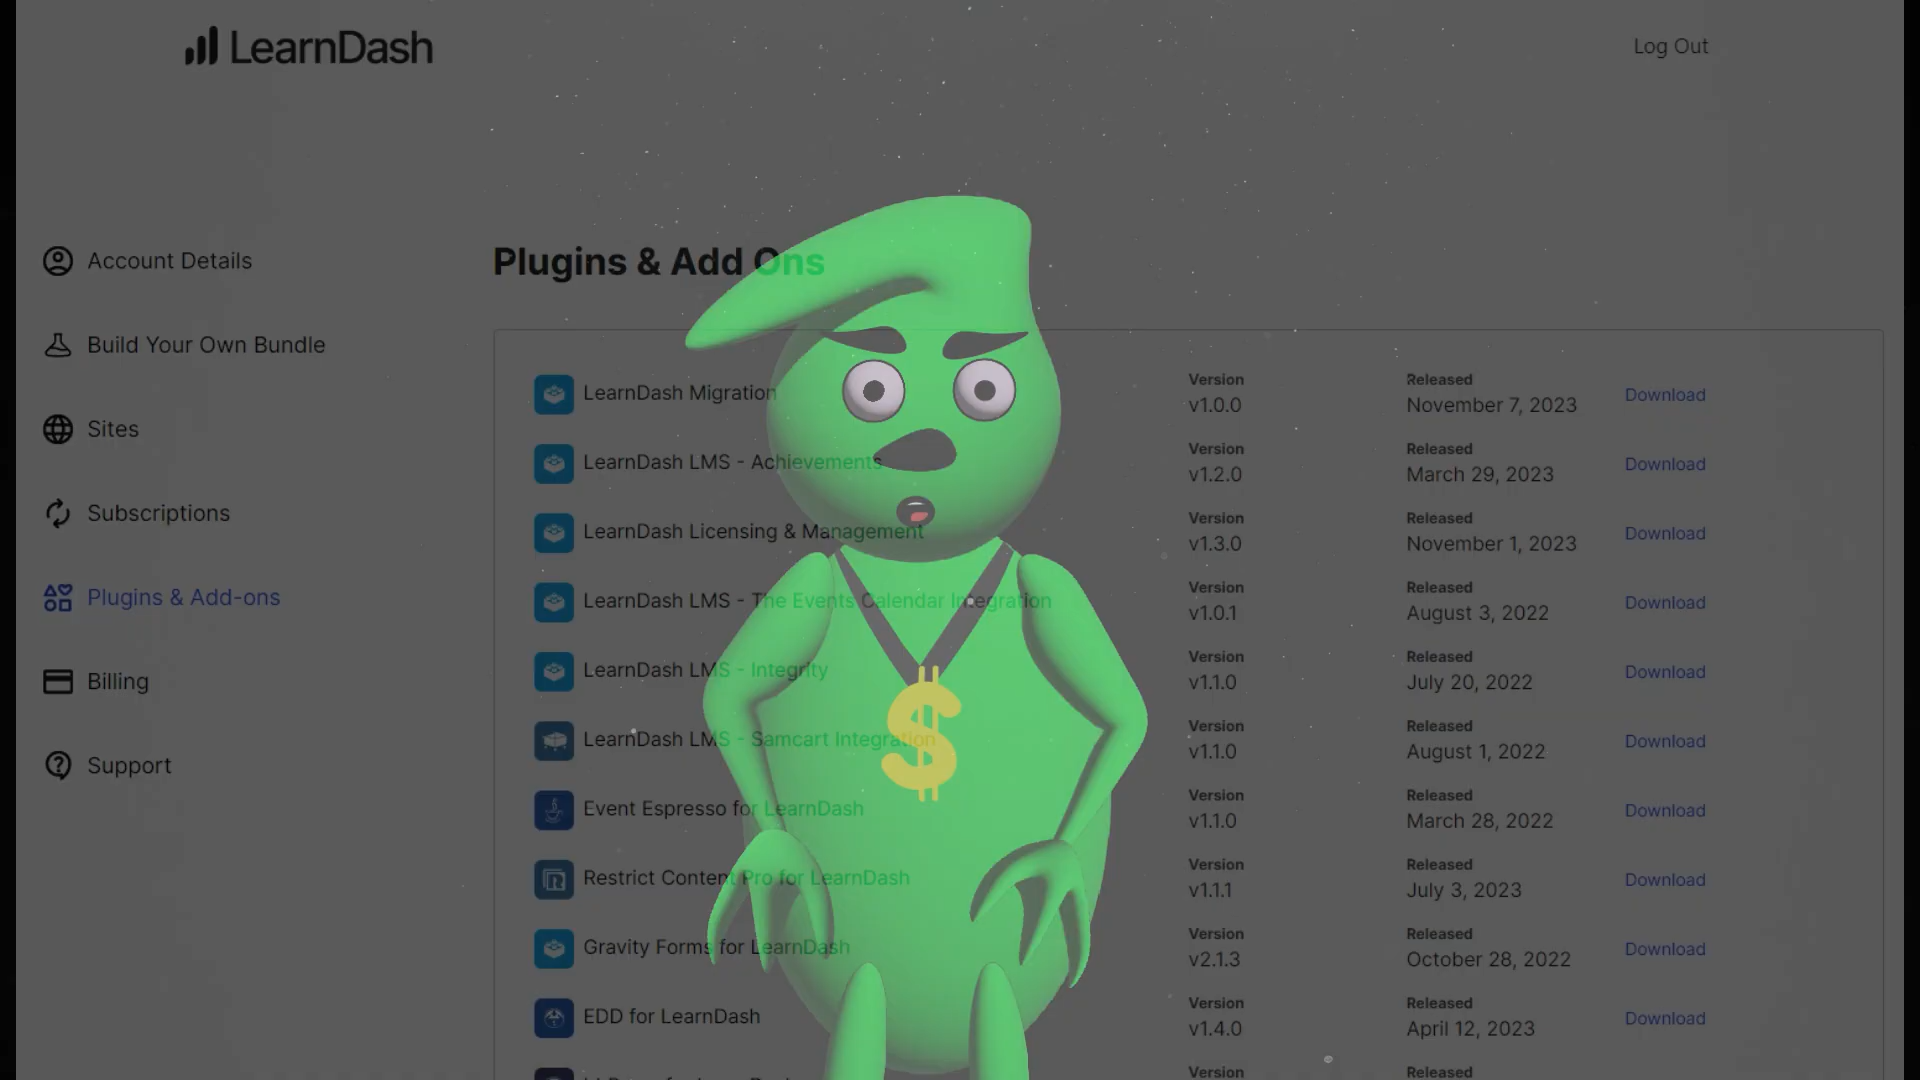 LearnDash
Log Out
Account Details
Build Your Own Bundle
Sites
Subscriptions
Plugins & Add-ons
Billing
Support
Plugins & Add Ons
LearnDash Migration
Version
v1.0.0
Released
November 7, 2023
Download
LearnDash LMS - Achievements
Version
v1.2.0
Released
March 29, 2023
Download
LearnDash Licensing & Management
Version
v1.3.0
Released
November 1, 2023
Download
LearnDash LMS - The Events Calendar Integration
Version
v1.0.1
Released
August 3, 2022
Download
LearnDash LMS - Integrity
Version
v1.1.0
Released
July 20, 2022
Download
LearnDash LMS - Samcart Integration
Version
v1.1.0
Released
August 1, 2022
Download
Event Espresso for LearnDash
Version
v1.1.0
Released
March 28, 2022
Download
Restrict Content Pro for LearnDash
Version
v1.1.1
Released
July 3, 2023
Download
Gravity Forms for LearnDash
Version
v2.1.3
Released
October 28, 2022
Download
EDD for LearnDash
Version
v1.4.0
Released
April 12, 2023
Download
Version
Released
$